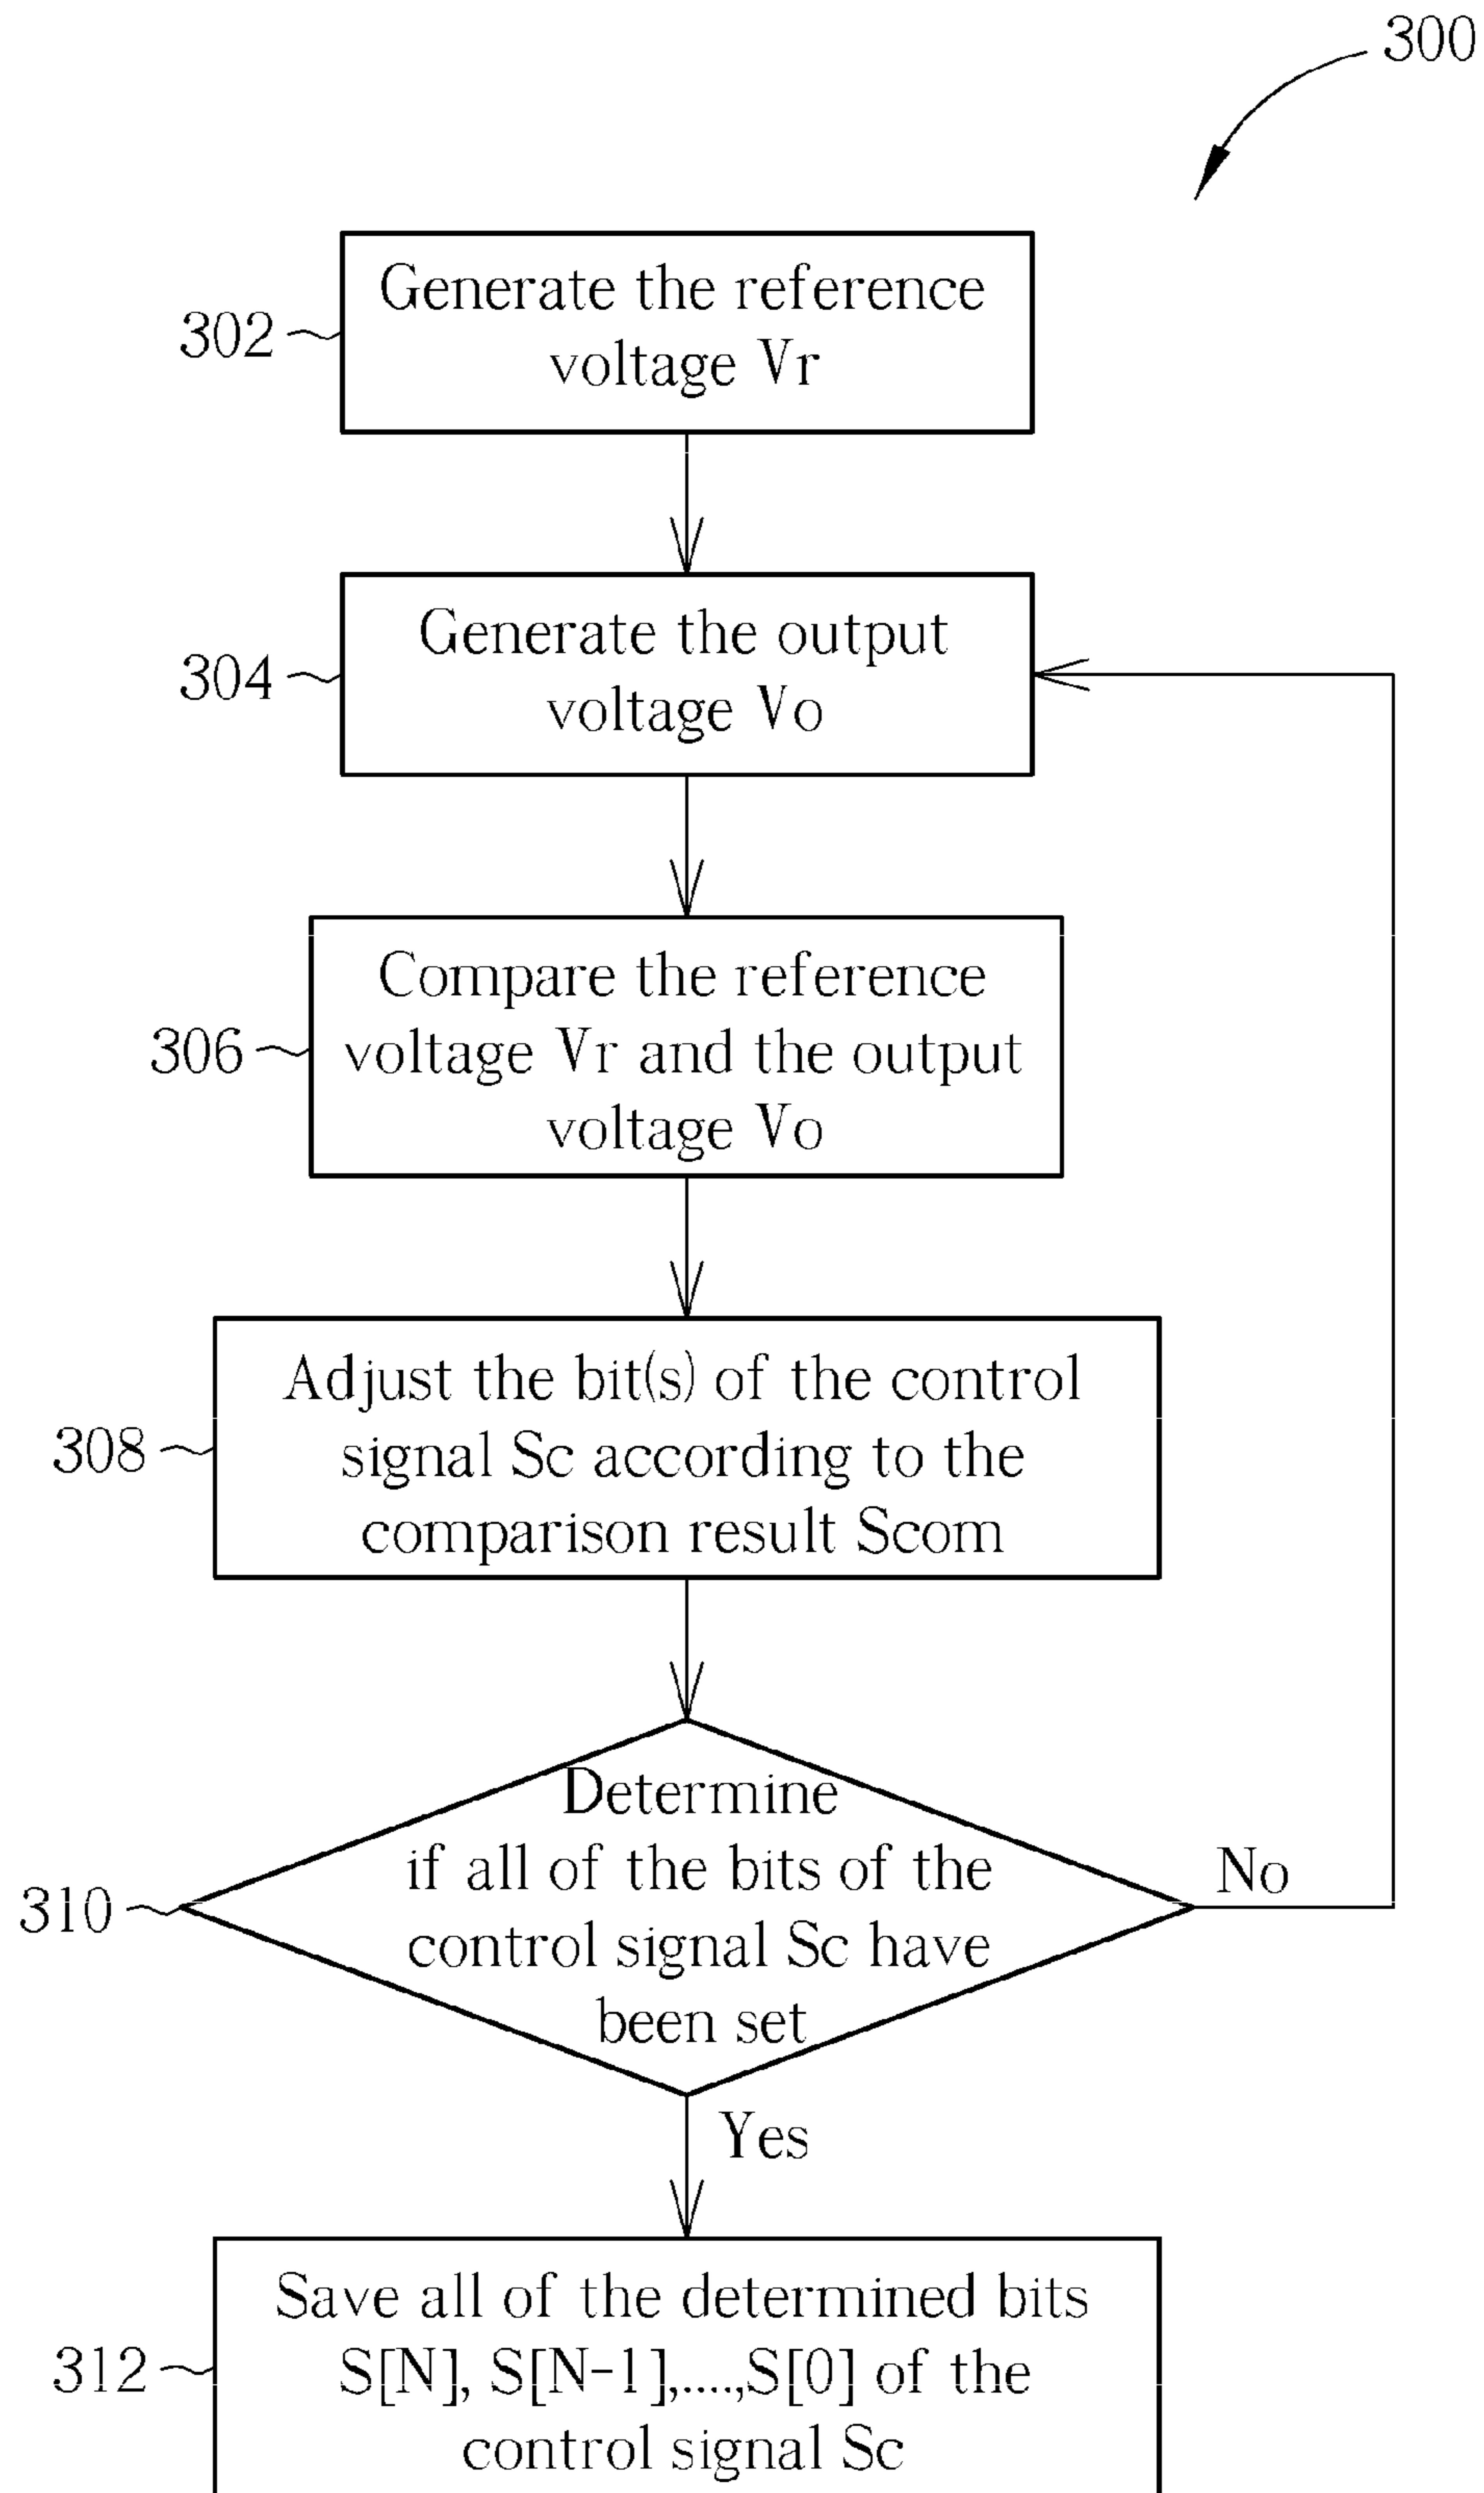 300
Generate the reference
voltage Vr
302
Generate the output
voltage Vo
304
Compare the reference
voltage Vr and the output
voltage Vo
306
Adjust the bit(s) of the control
signal Sc according to the
comparison result Scom
308
Determine
if all of the bits of the
control signal Sc have
been set
310
No
Yes
Save all of the determined bits
S[N], S[N-1],....,S[0] of the
control signal Sc
312